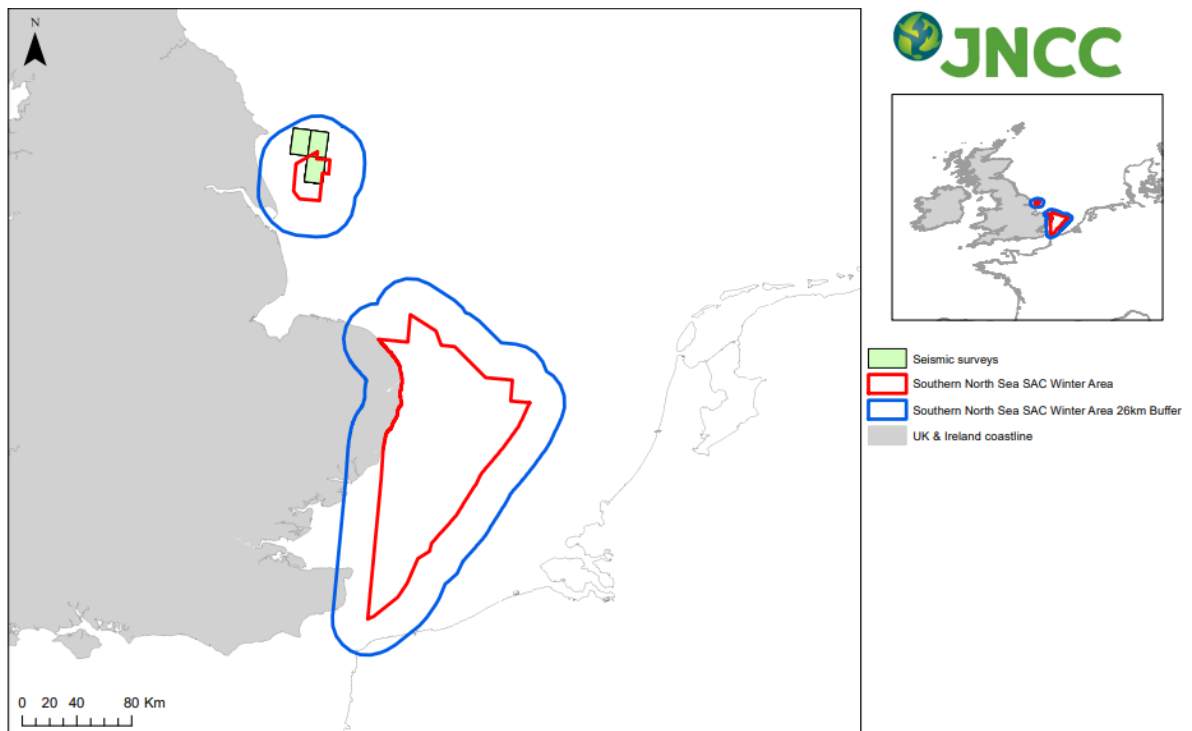 N
JNCC
Seismic surveys
Southern North Sea SAC Winter Area
Southern North Sea SAC Winter Area 26km Buffer
UK & Ireland coastline
0 20 40 80 Km